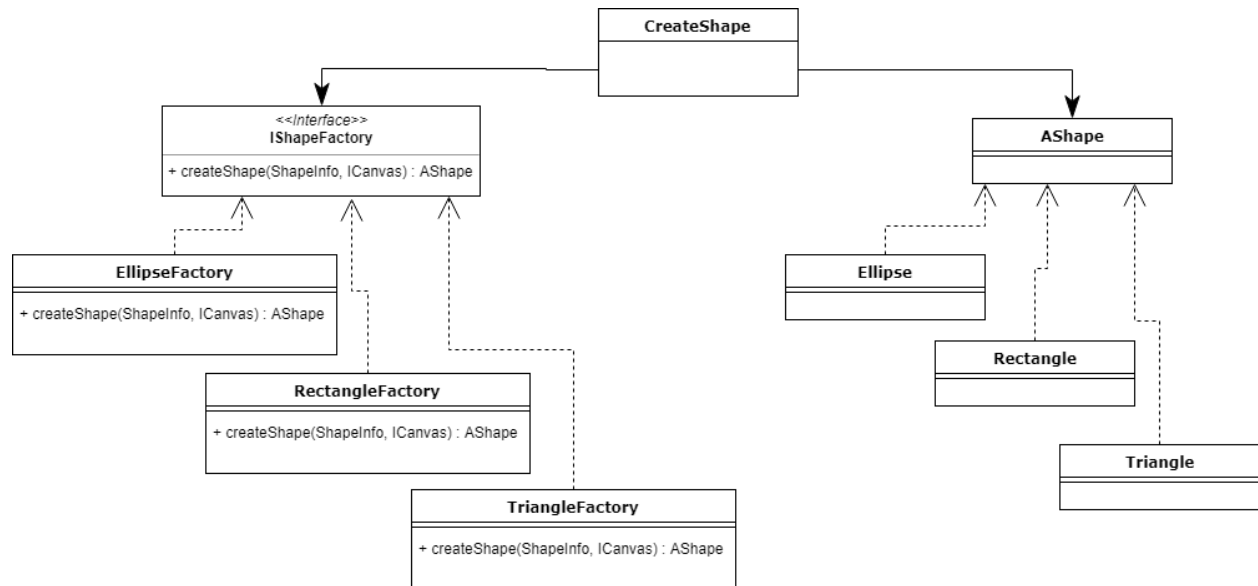 CreateShape
<<Interface>>
IShapeFactory
+ createShape(ShapeInfo, ICanvas) : AShape
AShape
EllipseFactory
+ createShape(ShapeInfo, ICanvas) : AShape
Ellipse
Rectangle
RectangleFactory
+ createShape(ShapeInfo, ICanvas) : AShape
Triangle
TriangleFactory
+ createShape(ShapeInfo, ICanvas) : AShape